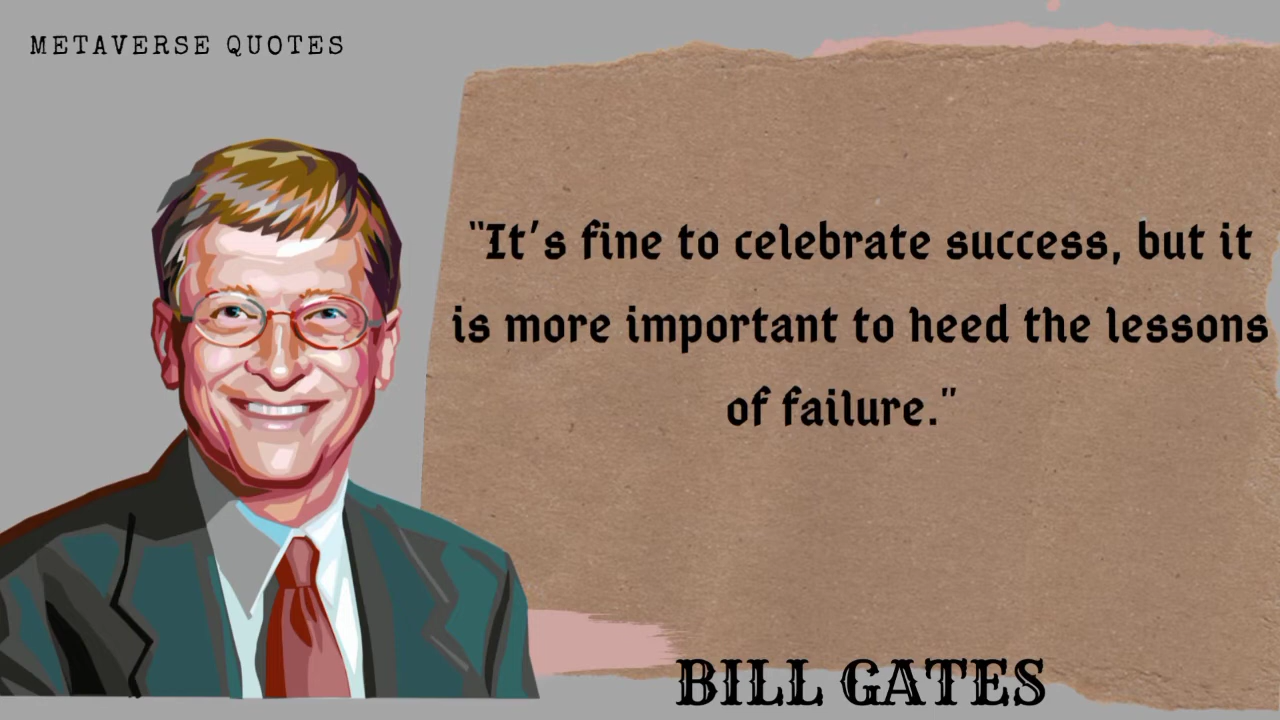 METAVERSE QUOTES
"It's fine to celebrate success, but it
is more important to heed the lessons
of failure."
BILL GATES